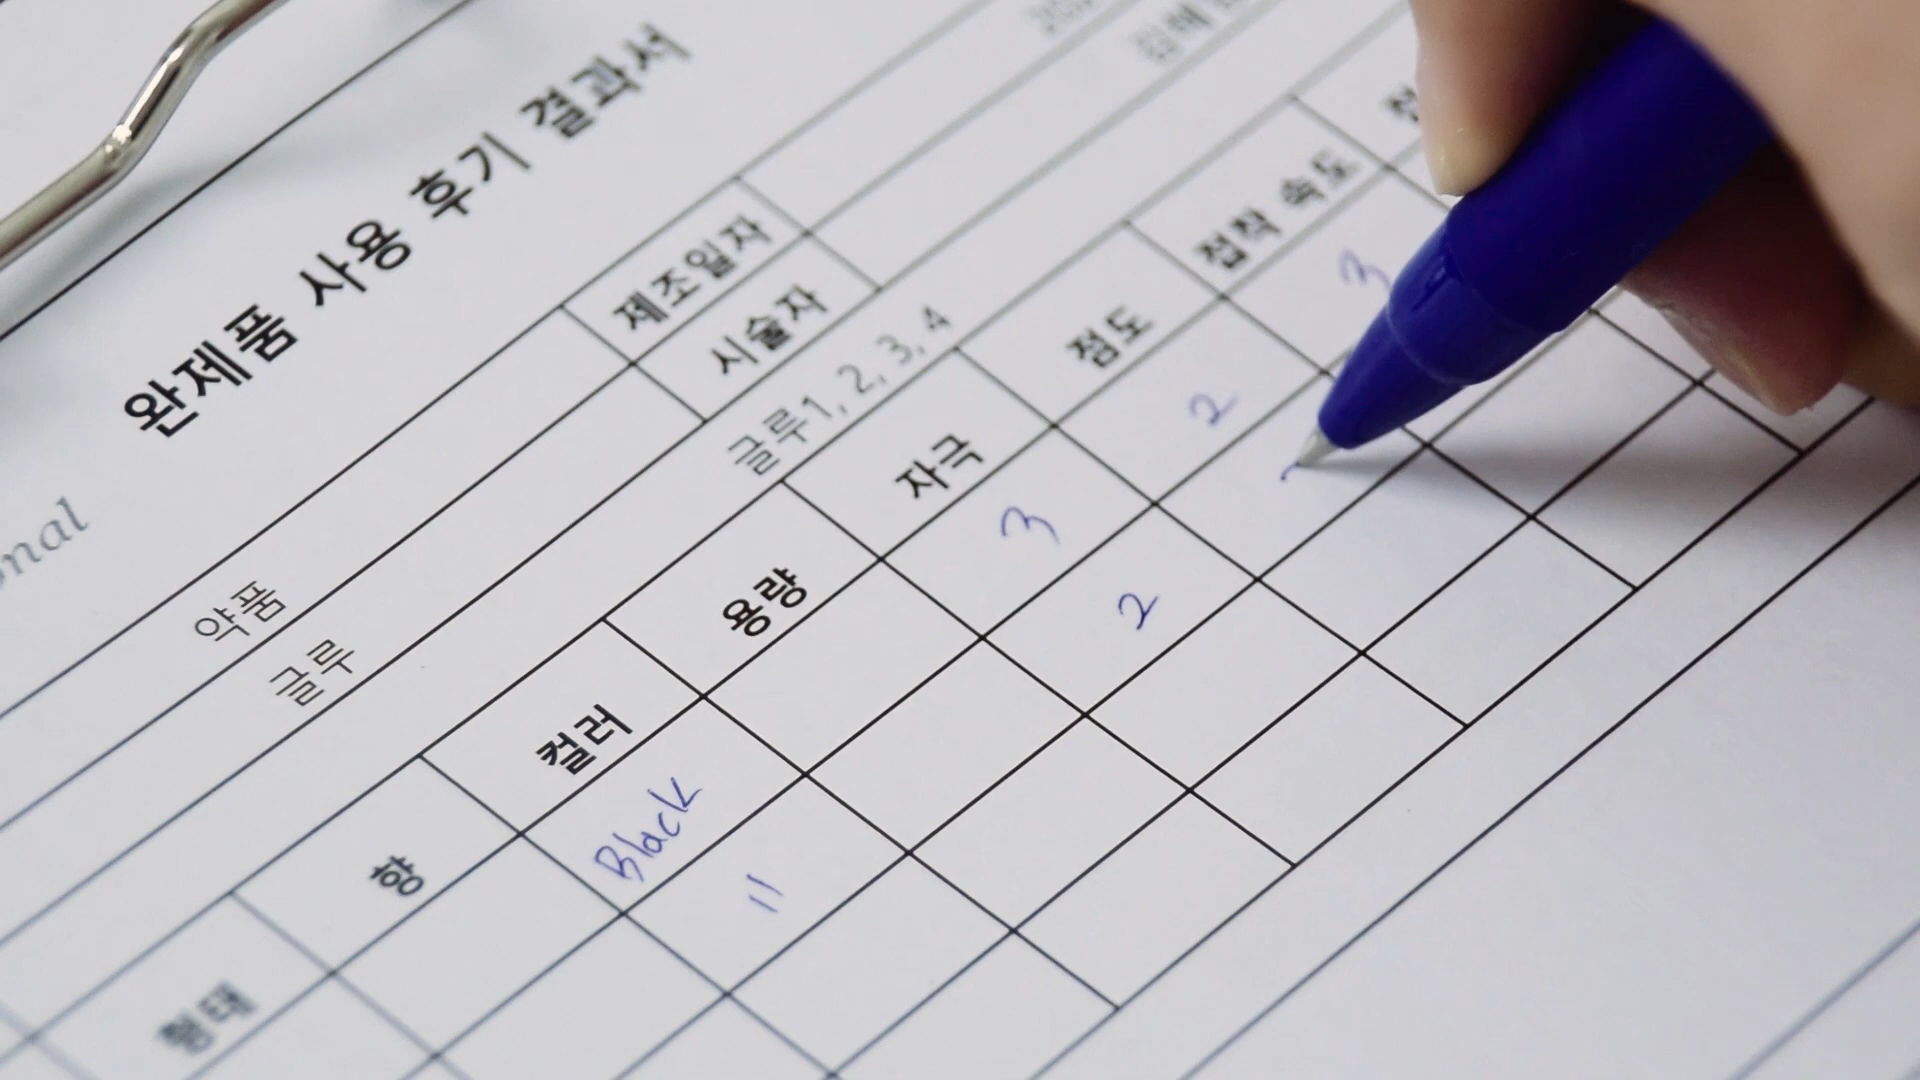 완제품 사용 후기 결과서
약품 제조일자
글루 시술자
글루1, 2, 3, 4
형태 향 컬러 용량 자극 점도 접착 속도
Black 3 2 3
〃 2